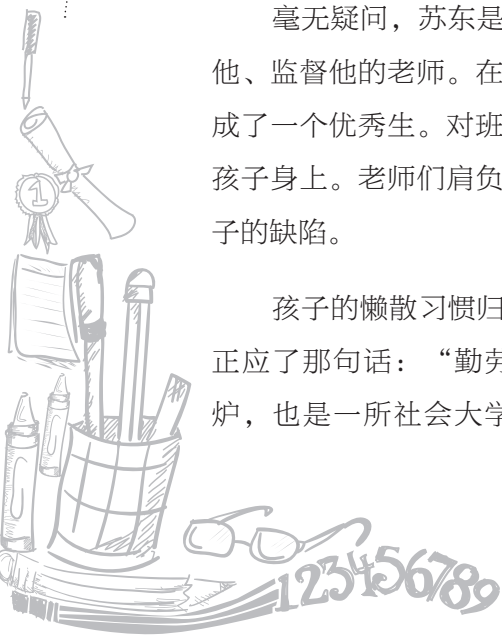 毫无疑问，苏东是
他、监督他的老师。在
成了一个优秀生。对班
孩子身上。老师们肩负
子的缺陷。
孩子的懒散习惯归
正应了那句话：“勤劳
炉，也是一所社会大学
1
123456789